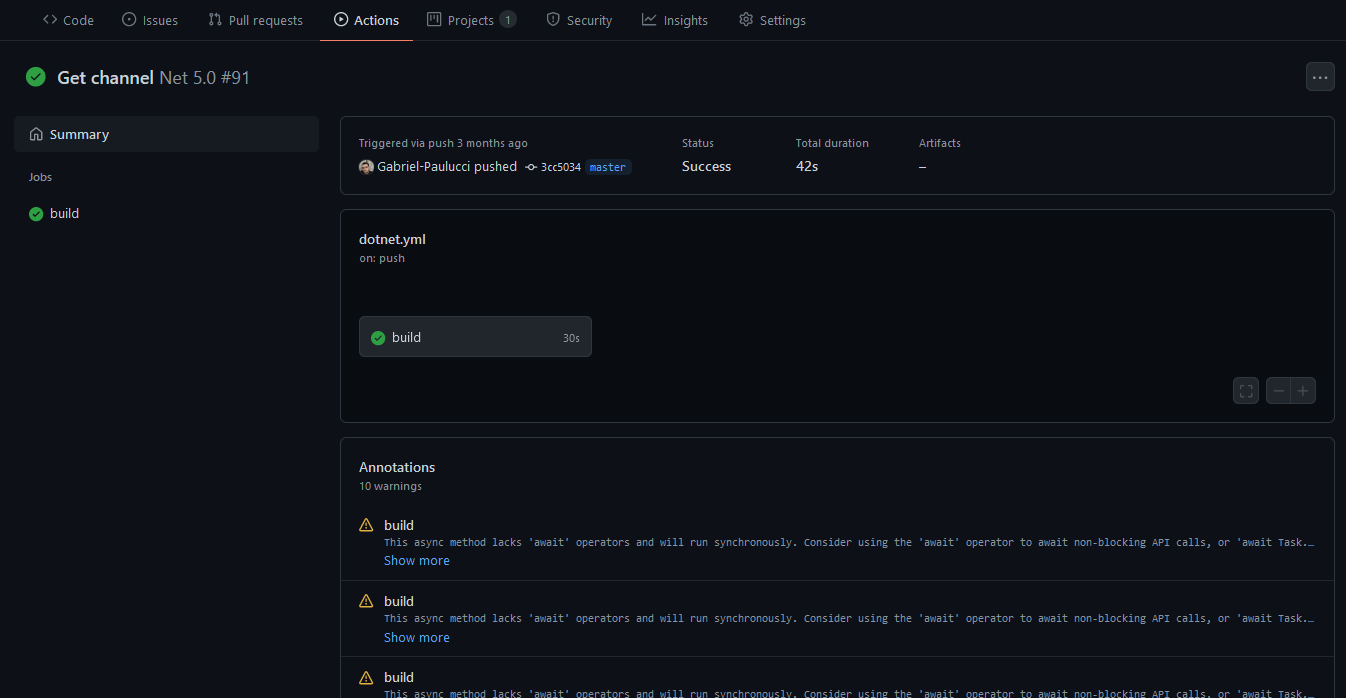 Code Issues Pull requests Actions Projects 1 Security Insights Settings
Get channel Net 5.0 #91
...
Summary
Jobs
build
Triggered via push 3 months ago
Gabriel-Paulucci pushed 3cc5034 master
Status
Success
Total duration
42s
Artifacts
–
dotnet.yml
on: push
build 30s
Annotations
10 warnings
build
This async method lacks 'await' operators and will run synchronously. Consider using the 'await' operator to await non-blocking API calls, or 'await Task.…
Show more
build
This async method lacks 'await' operators and will run synchronously. Consider using the 'await' operator to await non-blocking API calls, or 'await Task.…
Show more
build
This async method lacks 'await' operators and will run synchronously. Consider using the 'await' operator to await non-blocking API calls, or 'await Task.…